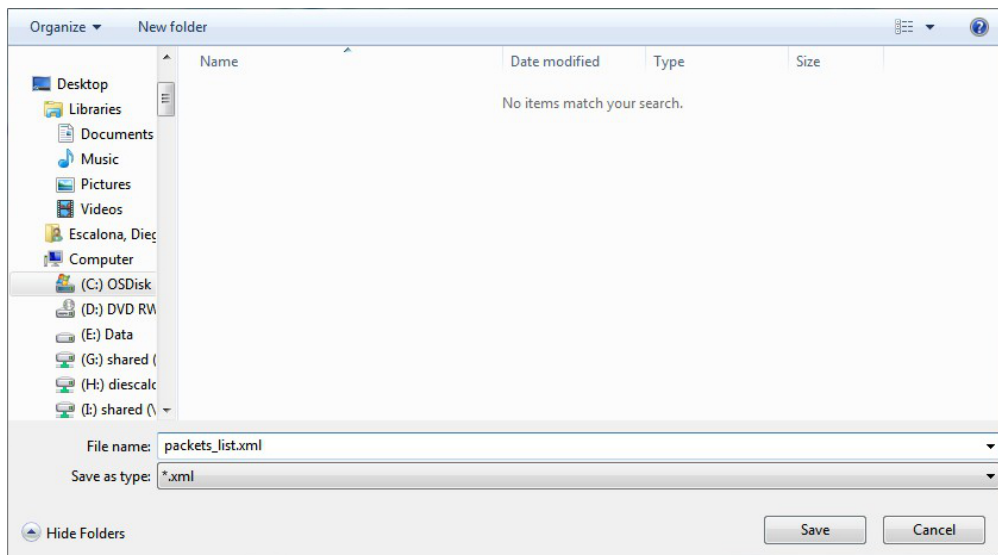 Organize New folder
Name Date modified Type Size
No items match your search.
Desktop
Libraries
Documents
Music
Pictures
Videos
Escalona, Dieg
Computer
(C:) OSDisk
(D:) DVD RW
(E:) Data
(G:) shared (
(H:) diescalo
(I:) shared (\
File name: packets_list.xml
Save as type: *.xml
Hide Folders Save Cancel